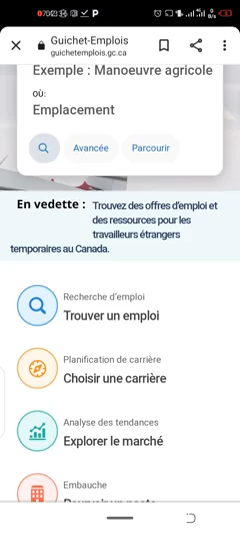 Guichet-Emplois
guichetemplois.gc.ca
Exemple : Manoeuvre agricole
OÙ:
Emplacement
Avancée
Parcourir
En vedette : Trouvez des offres d'emploi et
des ressources pour les
travailleurs étrangers
temporaires au Canada.
Recherche d'emploi
Trouver un emploi
Planification de carrière
Choisir une carrière
Analyse des tendances
Explorer le marché
Embauche